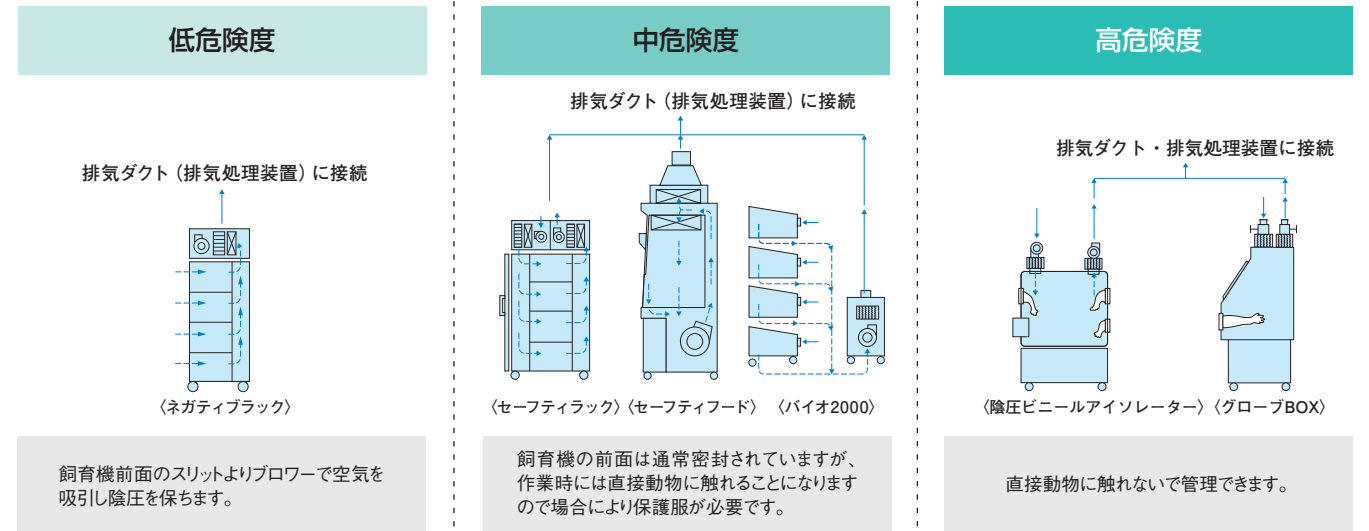 低危険度
排気ダクト（排気処理装置）に接続
〈ネガティブラック〉
飼育機前面のスリットよりブロワーで空気を
吸引し陰圧を保ちます。
中危険度
排気ダクト（排気処理装置）に接続
〈セーフティラック〉〈セーフティフード〉 〈バイオ2000〉
飼育機の前面は通常密封されていますが、
作業時には直接動物に触れることになります
ので場合により保護服が必要です。
高危険度
排気ダクト・排気処理装置に接続
〈陰圧ビニールアイソレーター〉〈グローブBOX〉
直接動物に触れないで管理できます。